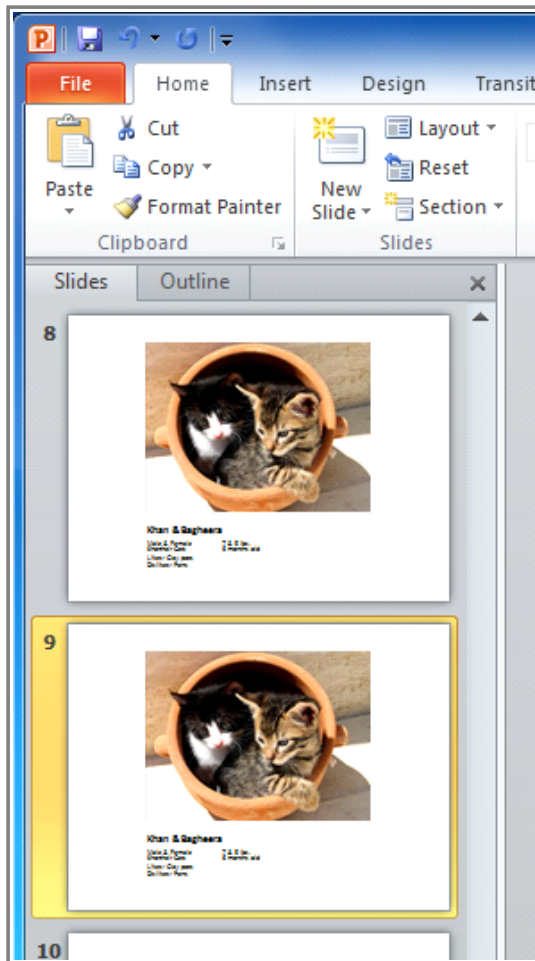 File Home Insert Design Transit
Cut
Copy
Paste
Format Painter
New Slide
Layout
Reset
Section
Clipboard
Slides
Slides Outline
8
Khan & Bagheera
9
Khan & Bagheera
10